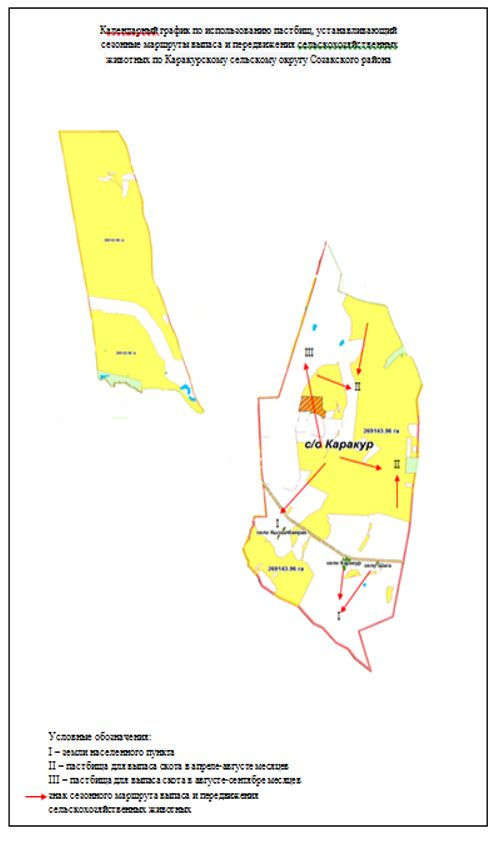 Календарный график по использованию пастбищ, устанавливающий
сезонные маршруты выпаса и передвижения сельскохозяйственных
животных по Каракурскому сельскому округу Созакского района
III
II
269143.96 га
с/о Каракур
II
I
село Кызылбайрак
село Каракур
село Шага
269143.96 га
I
Условные обозначения:
I – земли населенного пункта
II – пастбища для выпаса скота в апреле-августе месяцев
III – пастбища для выпаса скота в августе-сентябре месяцев
знак сезонного маршрута выпаса и передвижения
сельскохозяйственных животных